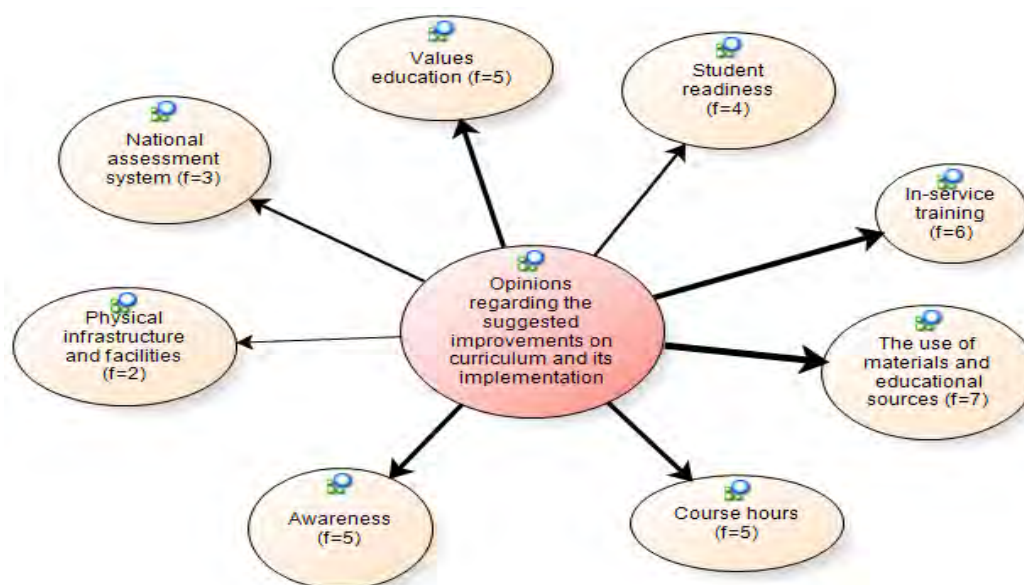 Values
education (f=5)
Student
readiness
(f=4)
National
assessment
system (f=3)
In-service
training
(f=6)
Opinions
regarding the
suggested
improvements on
curriculum and its
implementation
Physical
infrastructure
and facilities
(f=2)
The use of
materials and
educational
sources (f=7)
Awareness
(f=5)
Course hours
(f=5)